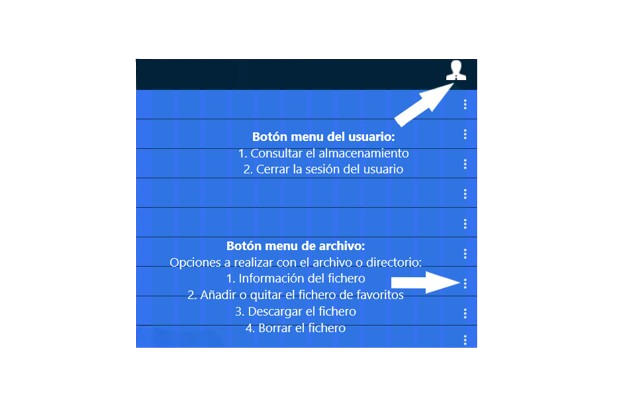 Botón menu del usuario:
1. Consultar el almacenamiento
2. Cerrar la sesión del usuario
Botón menu de archivo:
Opciones a realizar con el archivo o directorio:
1. Información del fichero
2. Añadir o quitar el fichero de favoritos
3. Descargar el fichero
4. Borrar el fichero